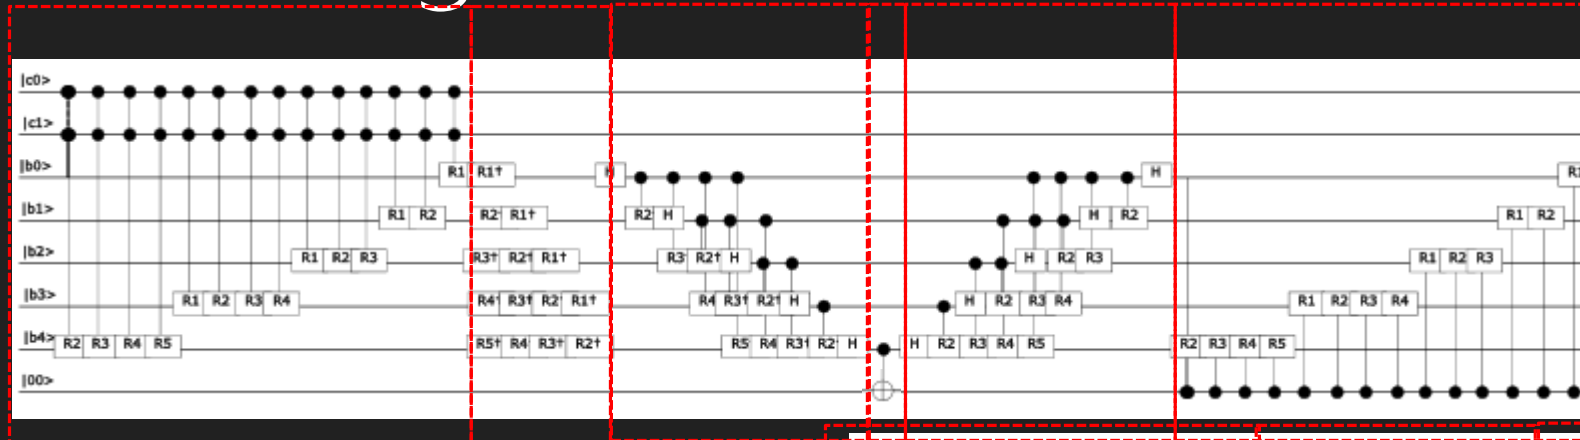 |c0>
|c1>
|b0> R1 R1† H H R1
|b1> R1 R2 R2 R1† R2 H H R2 R1 R2
|b2> R1 R2 R3 R3† R2† R1† R3 R2† H H R2 R3 R1 R2 R3
|b3> R1 R2 R3 R4 R4† R3† R2 R1† R4 R3† R2† H H R2 R3 R4 R1 R2 R3 R4
|b4> R2 R3 R4 R5 R5† R4 R3† R2† R5 R4 R3† R2 H H R2 R3 R4 R5 R2 R3 R4 R5
|00>